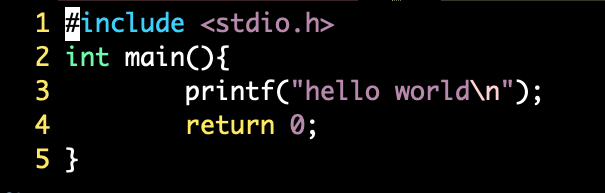 1 #include <stdio.h>
2 int main(){
3         printf("hello world\n");
4         return 0;
5 }